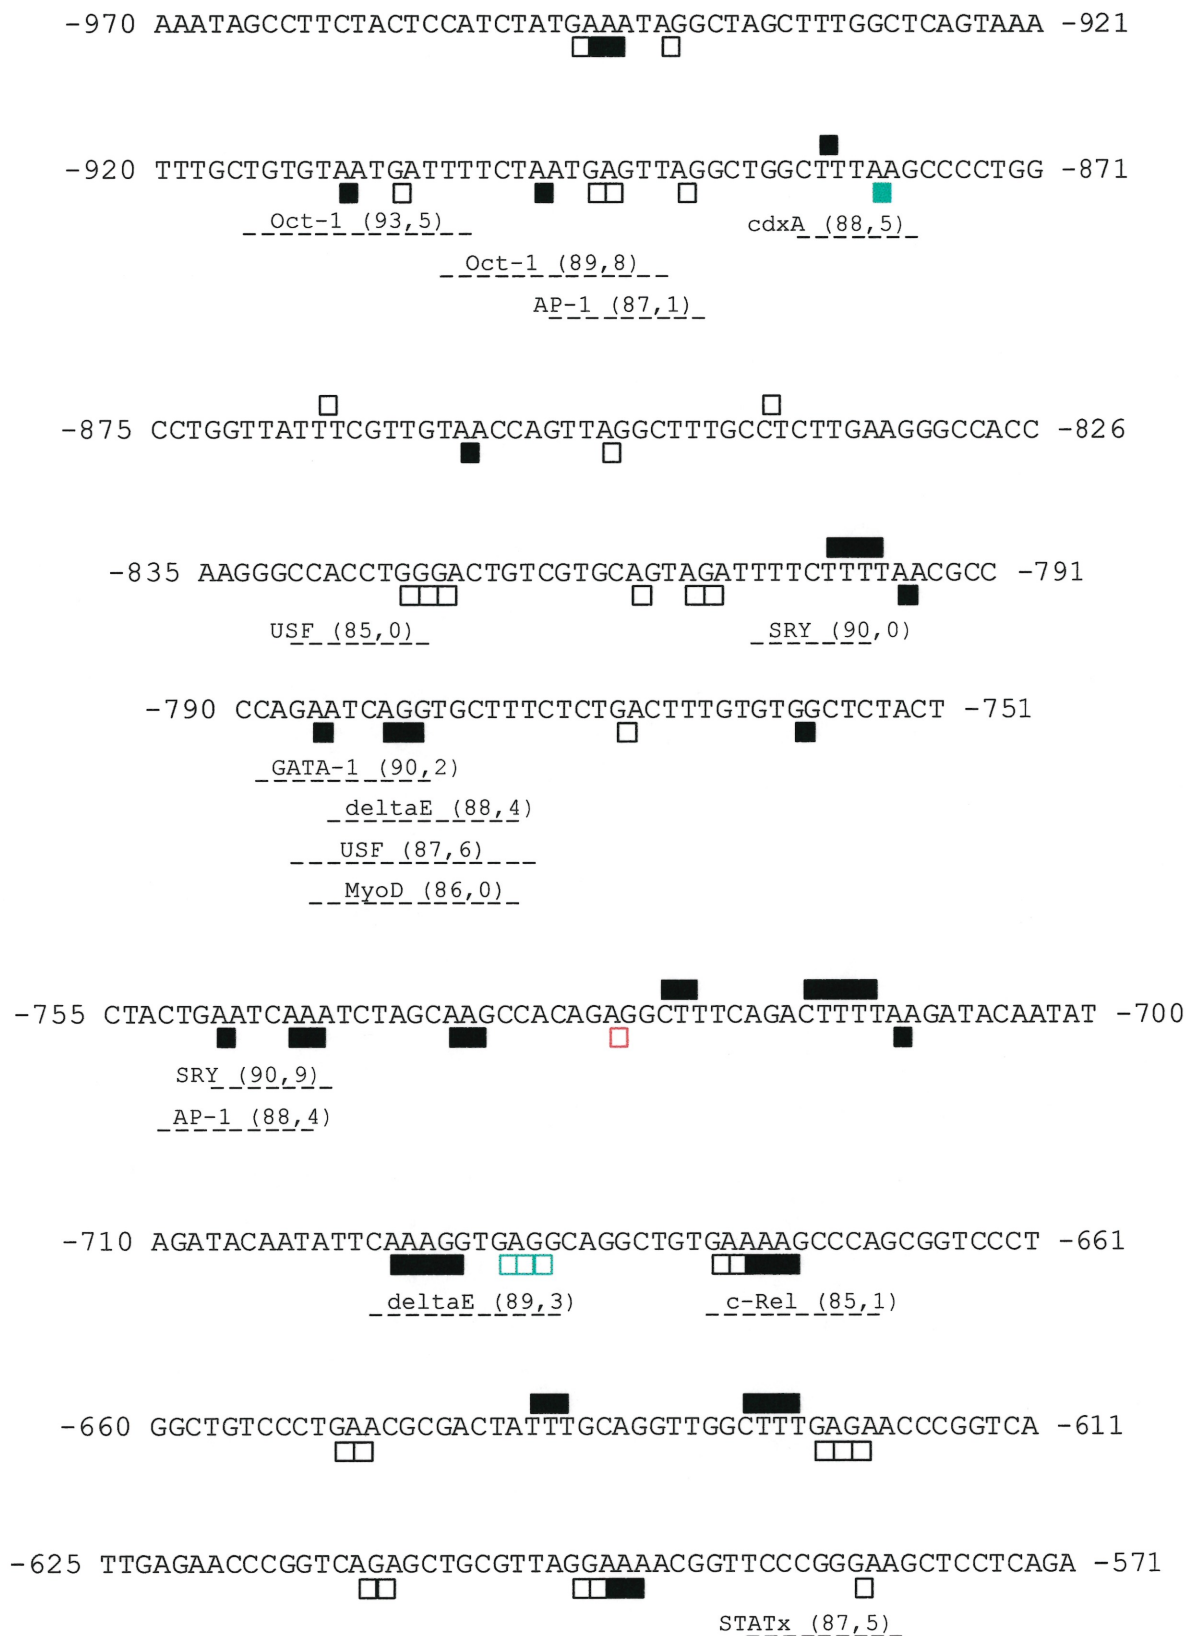 -970 AAATAGCCTTCTACTCCATCTATGAAATAGGCTAGCTTTGGCTCAGTAAA -921
-920 TTTGCTGTGTAATGATTTTCTAATGAGTTAGGCTGGCTTTAAGCCCCTGG -871
Oct-1 (93,5) cdxA (88,5)
Oct-1 (89,8)
AP-1 (87,1)
-875 CCTGGTTATTTCGTTGTAACCAGTTAGGCTTTGCCTCTTGAAGGGCCACC -826
-835 AAGGGCCACCTGGGACTGTCGTGCAGTAGATTTTCTTTTAACGCC -791
USF (85,0) SRY (90,0)
-790 CCAGAATCAGGTGCTTTCTCTGACTTTGTGTGGCTCTACT -751
GATA-1 (90,2)
deltaE (88,4)
USF (87,6)
MyoD (86,0)
-755 CTACTGAATCAAATCTAGCAAGCCACAGAGGCTTTCAGACTTTTAAGATACAATAT -700
SRY (90,9)
AP-1 (88,4)
-710 AGATACAATATTCAAAGGTGAGGCAGGCTGTGAAAAGCCCAGCGGTCCCT -661
deltaE (89,3) c-Rel (85,1)
-660 GGCTGTCCCTGAACGCGACTATTTGCAGGTTGGCTTTGAGAACCCGGTCA -611
-625 TTGAGAACCCGGTCAGAGCTGCGTTAGGAAAACGGTTCCCGGGAAGCTCCTCAGA -571
STATx (87,5)